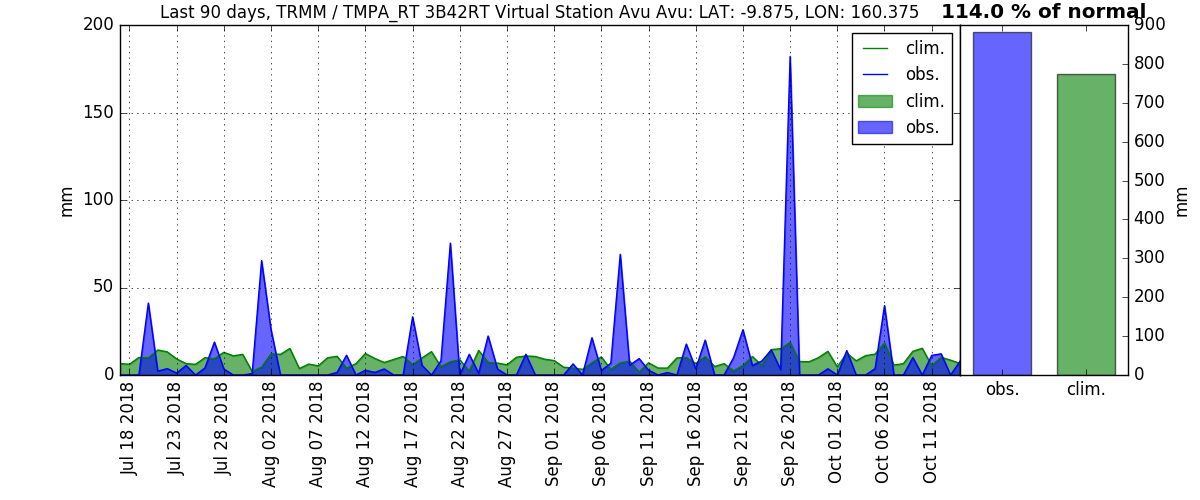 Last 90 days, TRMM / TMPA_RT 3B42RT Virtual Station Avu Avu: LAT: -9.875, LON: 160.375
114.0 % of normal
200
150
100
50
0
mm
clim.
obs.
clim.
obs.
900
800
700
600
500
400
300
200
100
0
mm
obs.
clim.
Jul 18 2018
Jul 23 2018
Jul 28 2018
Aug 02 2018
Aug 07 2018
Aug 12 2018
Aug 17 2018
Aug 22 2018
Aug 27 2018
Sep 01 2018
Sep 06 2018
Sep 11 2018
Sep 16 2018
Sep 21 2018
Sep 26 2018
Oct 01 2018
Oct 06 2018
Oct 11 2018